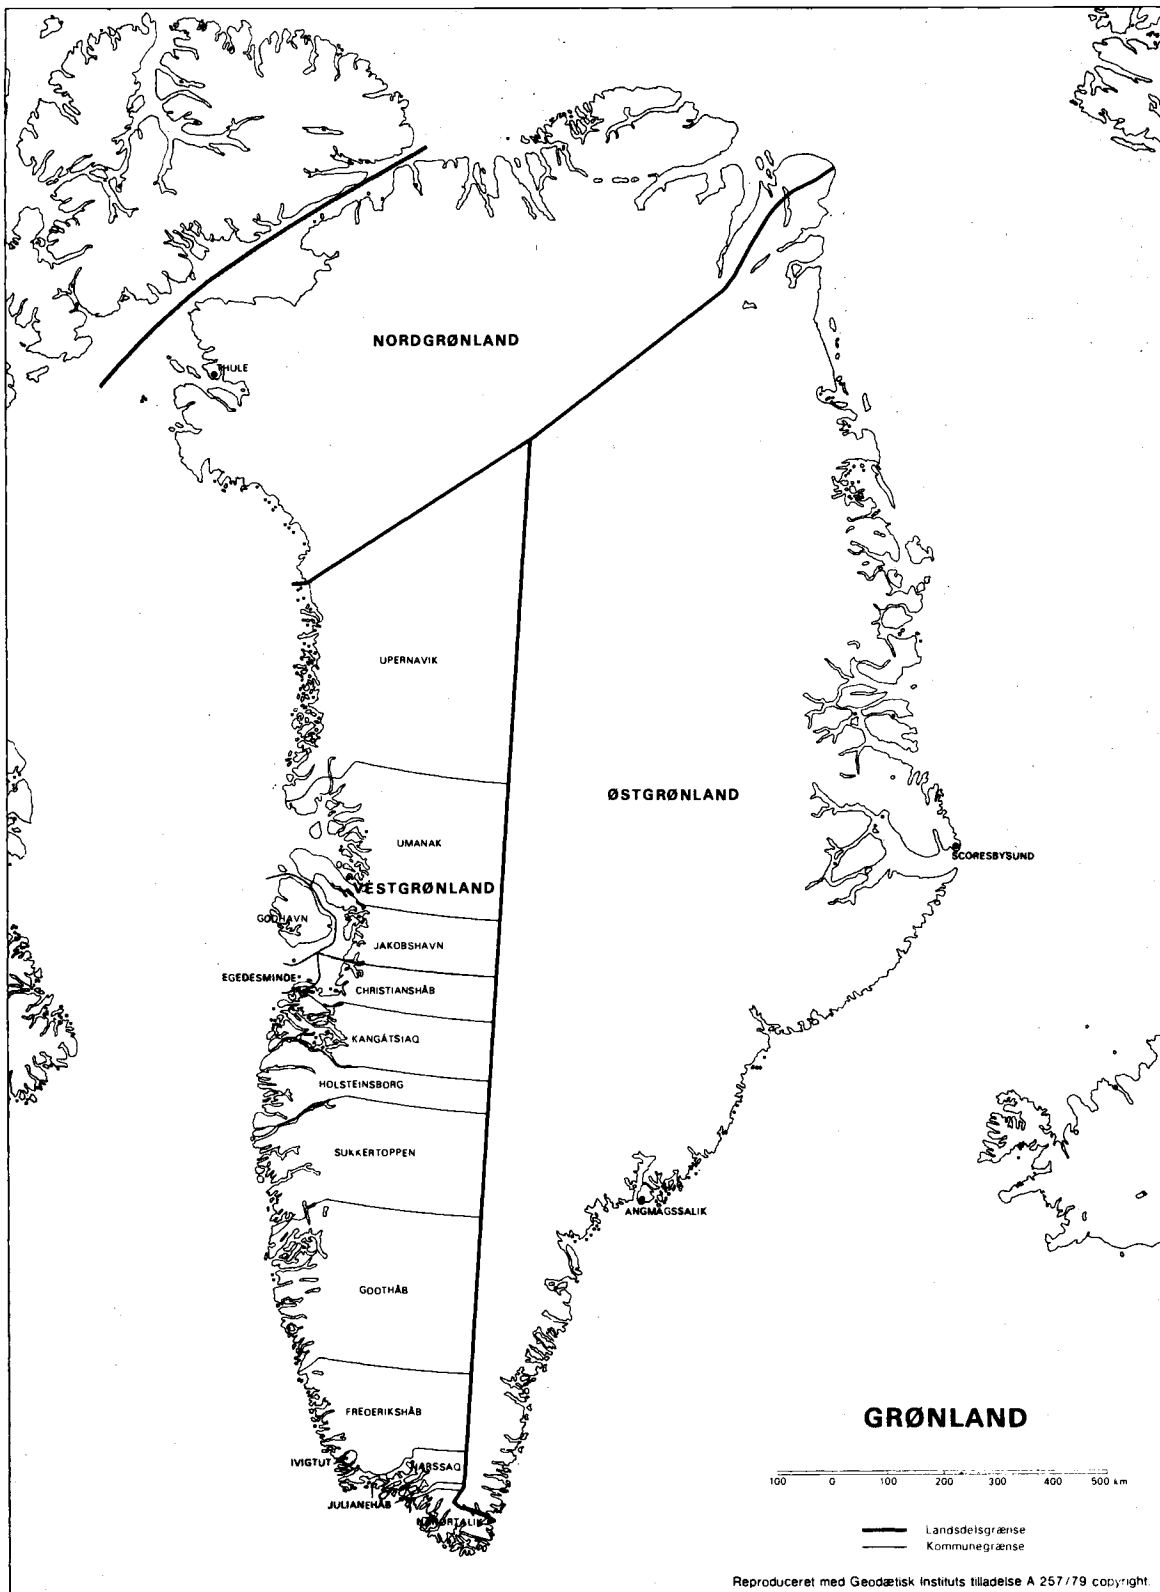 NORDGRØNLAND
THULE
UPERNAVIK
ØSTGRØNLAND
UMANAK
SCORESBYSUND
VESTGRØNLAND
GODHAVN
JAKOBSHAVN
EGEDESMINDE
CHRISTIANSHÅB
KANGÅTSIAQ
HOLSTEINSBORG
SUKKERTOPPEN
ANGMAGSSALIK
GODTHÅB
FREDERIKSHÅB
GRØNLAND
IVIGTUT
NARSSAQ
100 0 100 200 300 400 500 km
JULIANEHÅB
NANORTALIK
Landsdelsgrænse
Kommunegrænse
Reproduceret med Geodætisk Instituts tilladelse A 257/79 copyright.